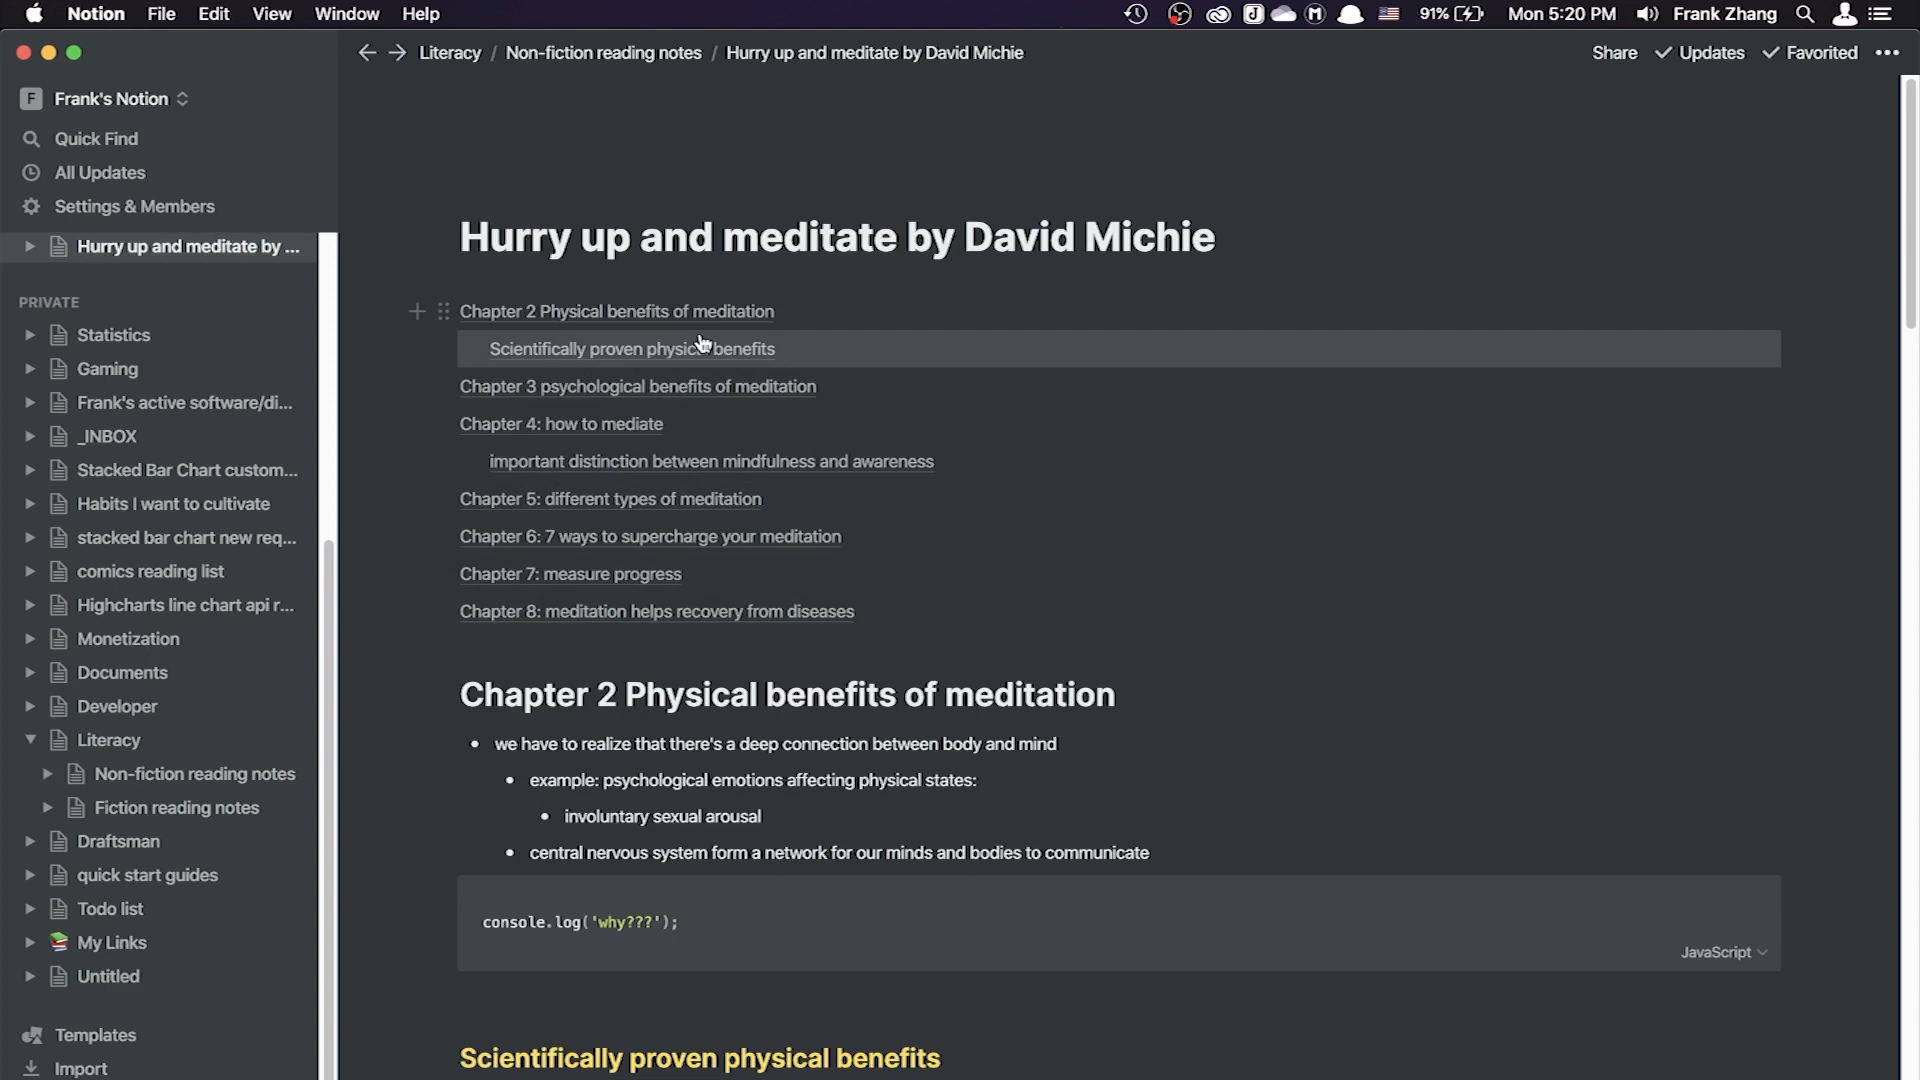 Notion File Edit View Window Help 91% Mon 5:20 PM Frank Zhang
Literacy / Non-fiction reading notes / Hurry up and meditate by David Michie Share Updates Favorited
F Frank's Notion
Quick Find
All Updates
Settings & Members
Hurry up and meditate by ...
PRIVATE
Statistics
Gaming
Frank's active software/di...
_INBOX
Stacked Bar Chart custom...
Habits I want to cultivate
stacked bar chart new req...
comics reading list
Highcharts line chart api r...
Monetization
Documents
Developer
Literacy
Non-fiction reading notes
Fiction reading notes
Draftsman
quick start guides
Todo list
My Links
Untitled
Templates
Import
Hurry up and meditate by David Michie
Chapter 2 Physical benefits of meditation
Scientifically proven physical benefits
Chapter 3 psychological benefits of meditation
Chapter 4: how to mediate
important distinction between mindfulness and awareness
Chapter 5: different types of meditation
Chapter 6: 7 ways to supercharge your meditation
Chapter 7: measure progress
Chapter 8: meditation helps recovery from diseases
Chapter 2 Physical benefits of meditation
we have to realize that there's a deep connection between body and mind
example: psychological emotions affecting physical states:
involuntary sexual arousal
central nervous system form a network for our minds and bodies to communicate
console.log('why???');
JavaScript
Scientifically proven physical benefits